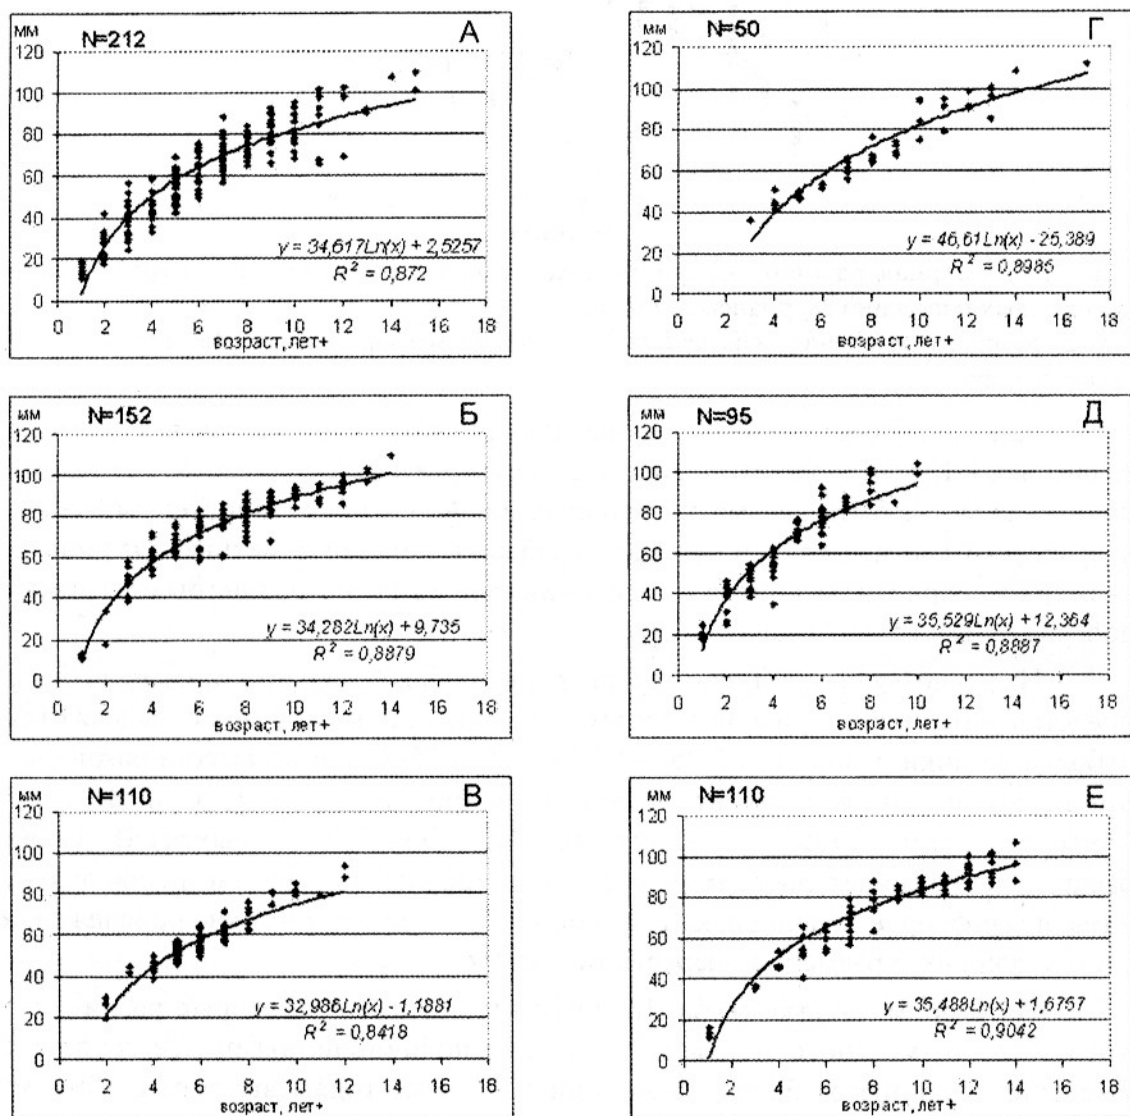 мм
N=212
А
120
100
80
60
40
20
0
y = 34,617Ln(x) + 2,5257
R² = 0,872
0 2 4 6 8 10 12 14 16 18
возраст, лет+
мм
N=50
Г
120
100
80
60
40
20
0
y = 46,61Ln(x) - 25,389
R² = 0,8985
0 2 4 6 8 10 12 14 16 18
возраст, лет+
мм
N=152
Б
120
100
80
60
40
20
0
y = 34,282Ln(x) + 9,735
R² = 0,8879
0 2 4 6 8 10 12 14 16 18
возраст, лет+
мм
N=95
Д
120
100
80
60
40
20
0
y = 35,529Ln(x) + 12,364
R² = 0,8887
0 2 4 6 8 10 12 14 16 18
возраст, лет+
мм
N=110
В
120
100
80
60
40
20
0
y = 32,986Ln(x) - 1,1881
R² = 0,8418
0 2 4 6 8 10 12 14 16 18
возраст, лет+
мм
N=110
Е
120
100
80
60
40
20
0
y = 35,488Ln(x) + 1,6757
R² = 0,9042
0 2 4 6 8 10 12 14 16 18
возраст, лет+